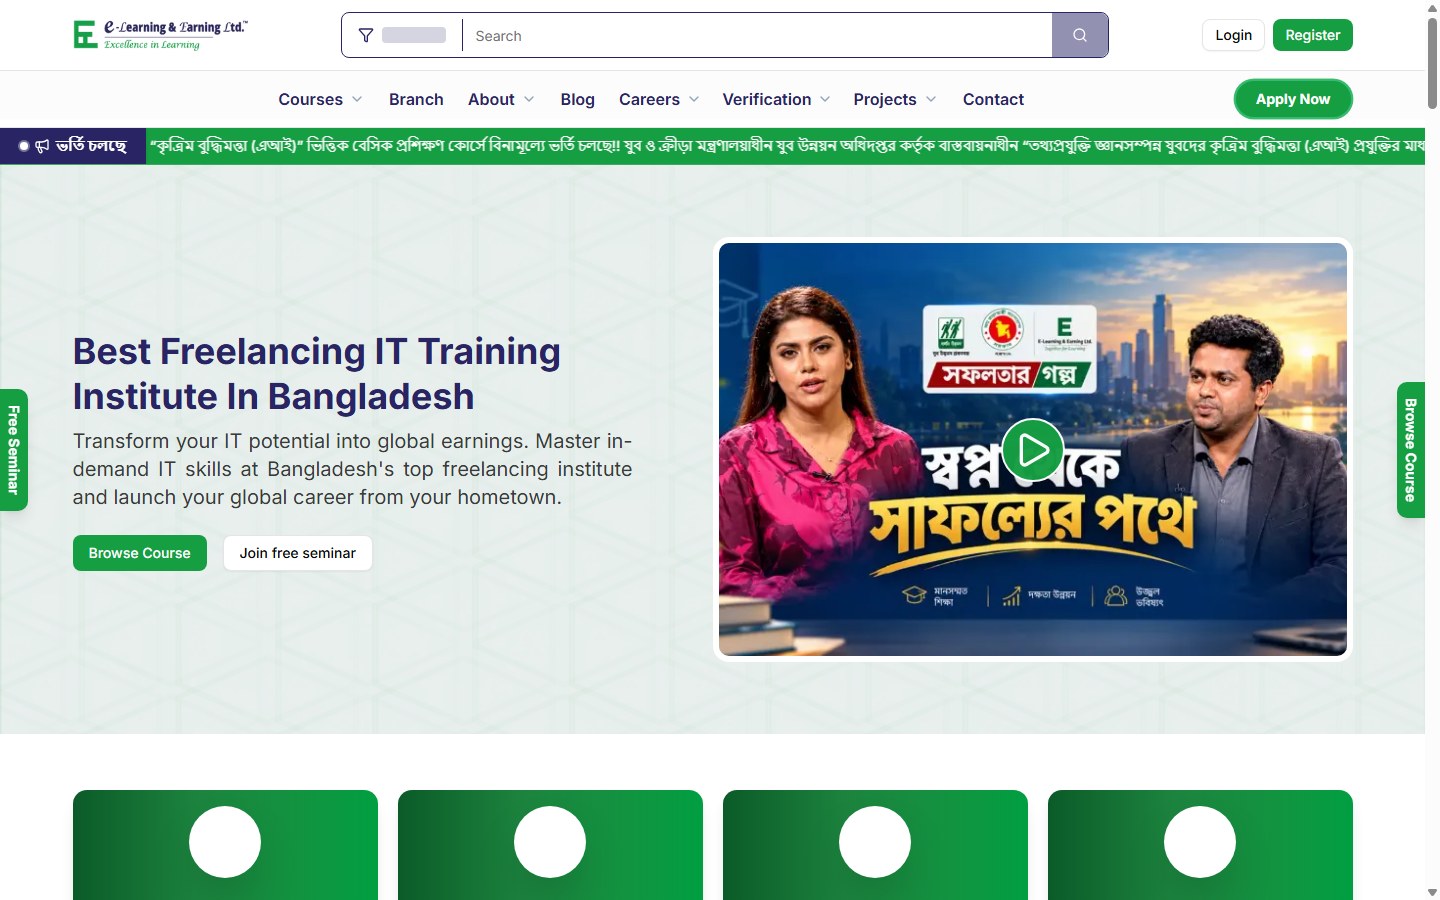 e-Learning & Earning Ltd.™
Excellence in Learning
Search
Login
Register
Courses
Branch
About
Blog
Careers
Verification
Projects
Contact
Apply Now
ভর্তি চলছে
"কৃত্রিম বুদ্ধিমত্তা (এআই)" ভিত্তিক বেসিক প্রশিক্ষণ কোর্সে বিনামূল্যে ভর্তি চলছে!! যুব ও ক্রীড়া মন্ত্রণালয়াধীন যুব উন্নয়ন অধিদপ্তর কর্তৃক বাস্তবায়নাধীন "তথ্যপ্রযুক্তি জ্ঞানসম্পন্ন যুবদের কৃত্রিম বুদ্ধিমত্তা (এআই) প্রযুক্তির মাধ
Best Freelancing IT Training
Institute In Bangladesh
Transform your IT potential into global earnings. Master in-
demand IT skills at Bangladesh's top freelancing institute
and launch your global career from your hometown.
Browse Course
Join free seminar
Free Seminar
E
e-Learning & Earning Ltd.
সফলতার গল্প
স্বপ্ন থেকে
সাফল্যের পথে
মানসম্মত
শিক্ষা
দক্ষতা উন্নয়ন
উজ্জ্বল
ভবিষ্যৎ
Browse Course